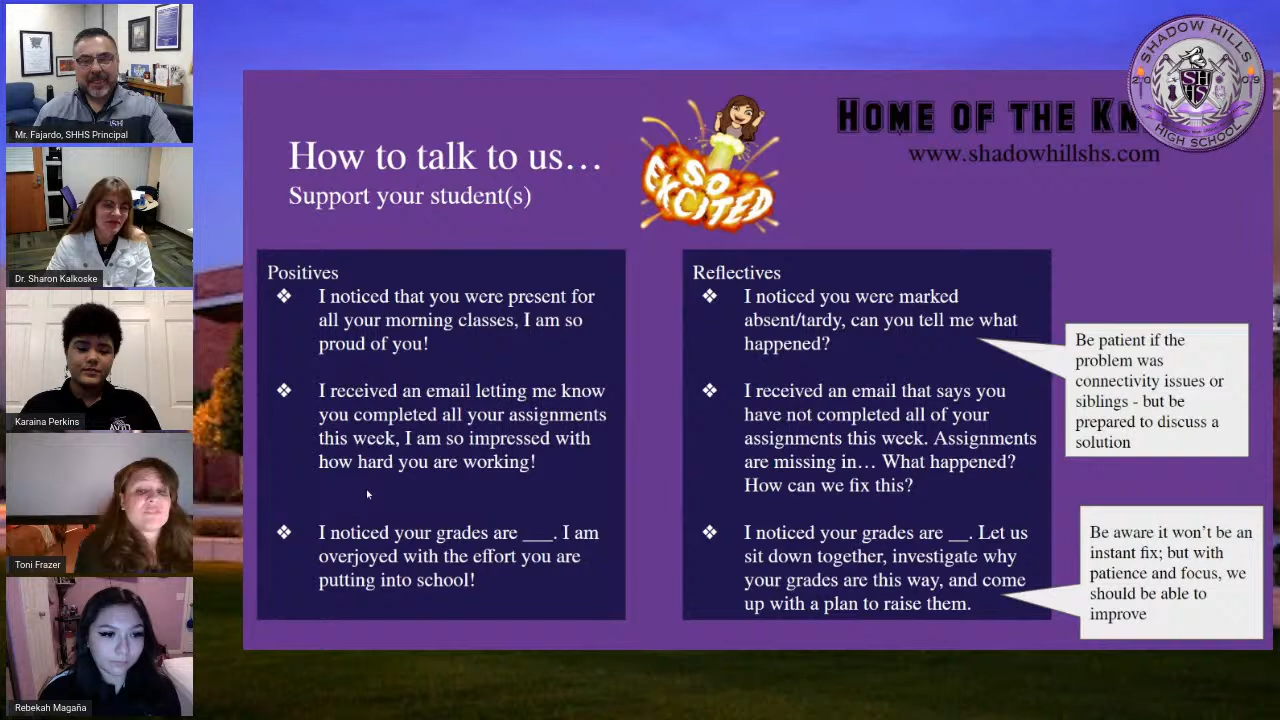 Mr. Fajardo, SHHS Principal
Dr. Sharon Kalkoske
Karaina Perkins
Toni Frazer
Rebekah Magaña
How to talk to us…
Support your student(s)
SO
EXCITED
HOME OF THE
www.shadowhillshs.com
SHADOW HILLS
2009
SH
HS
HIGH SCHOOL
Positives
❖ I noticed that you were present for
all your morning classes, I am so
proud of you!
❖ I received an email letting me know
you completed all your assignments
this week, I am so impressed with
how hard you are working!
❖ I noticed your grades are ___. I am
overjoyed with the effort you are
putting into school!
Reflectives
❖ I noticed you were marked
absent/tardy, can you tell me what
happened?
❖ I received an email that says you
have not completed all of your
assignments this week. Assignments
are missing in… What happened?
How can we fix this?
❖ I noticed your grades are __. Let us
sit down together, investigate why
your grades are this way, and come
up with a plan to raise them.
Be patient if the
problem was
connectivity issues or
siblings - but be
prepared to discuss a
solution
Be aware it won't be an
instant fix; but with
patience and focus, we
should be able to
improve